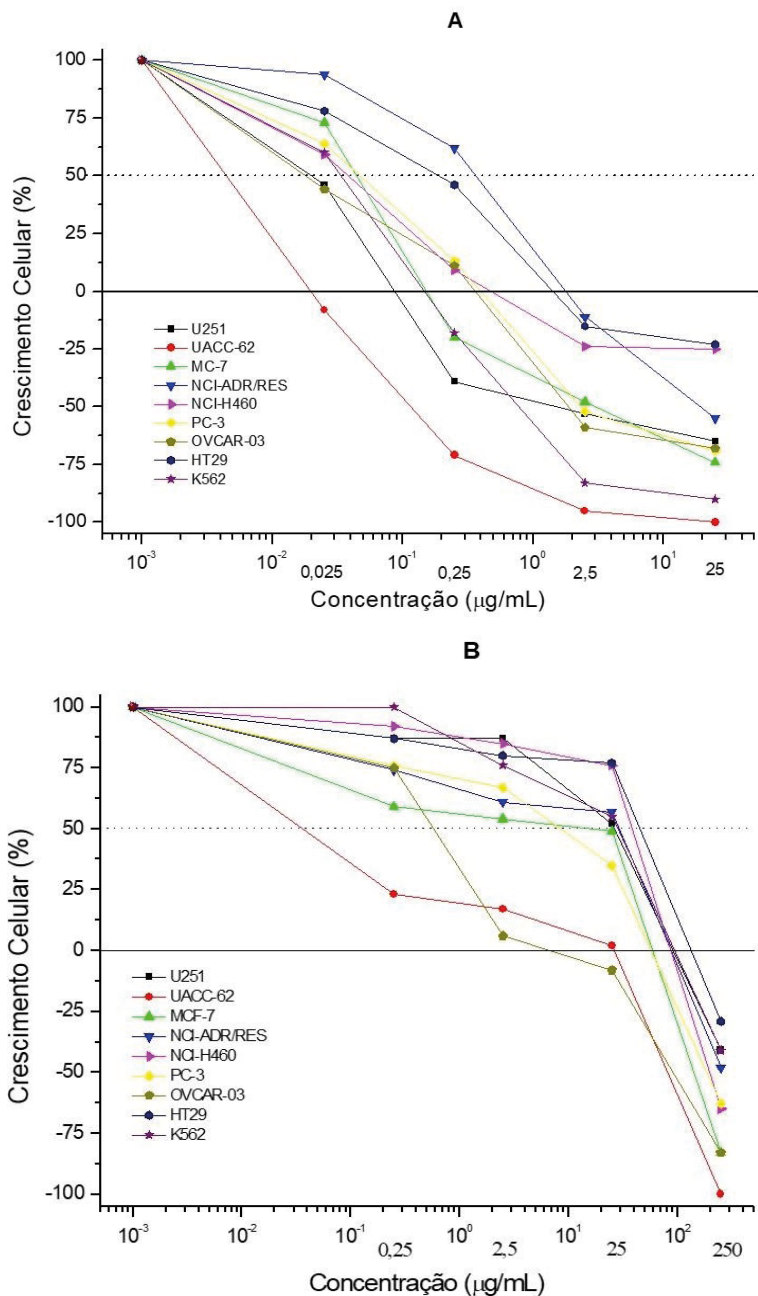 A
Crescimento Celular (%)
100
75
50
25
0
-25
-50
-75
-100
U251
UACC-62
MC-7
NCI-ADR/RES
NCI-H460
PC-3
OVCAR-03
HT29
K562
10⁻³ 10⁻² 10⁻¹ 10⁰ 10¹
0,025 0,25 2,5 25
Concentração (µg/mL)
B
Crescimento Celular (%)
100
75
50
25
0
-25
-50
-75
-100
U251
UACC-62
MCF-7
NCI-ADR/RES
NCI-H460
PC-3
OVCAR-03
HT29
K562
10⁻³ 10⁻¹ 10⁰ 10¹ 10²
0,25 2,5 25 250
Concentração (µg/mL)